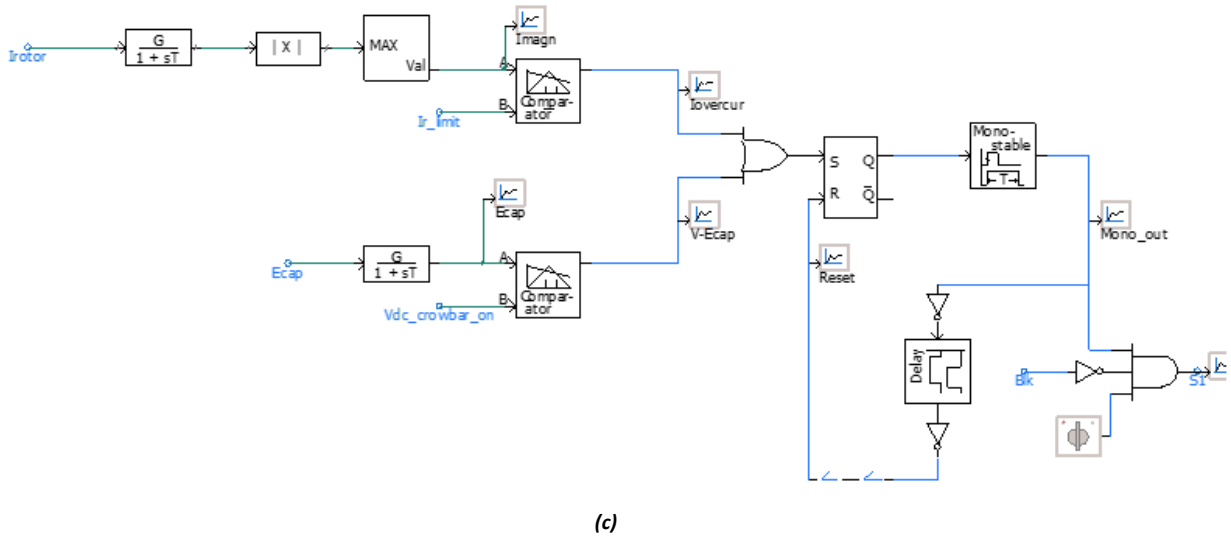 Irotor
G
1 + sT
| X |
MAX
Val
Imagn
A
B
Compar-
ator
Ir_limit
Iovercur
S
Q
R
Q̅
Mono-
stable
T
Mono_out
Ecap
G
1 + sT
Ecap
A
B
Compar-
ator
Vdc_crowbar_on
V-Ecap
Reset
Delay
Blk
S1
(c)